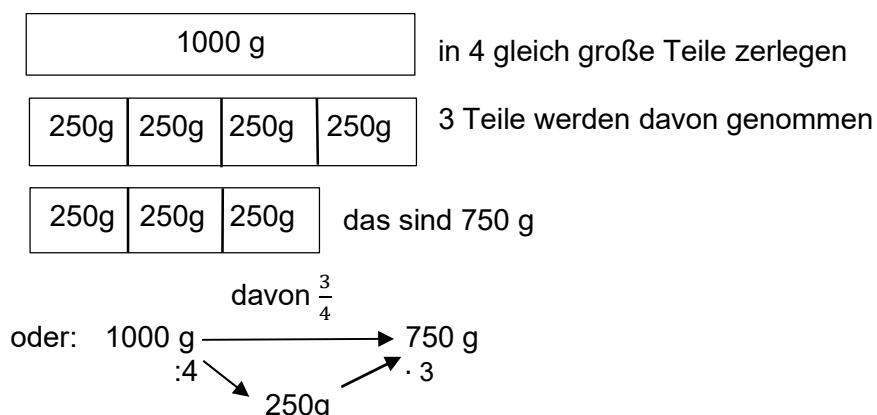 1000 g
in 4 gleich große Teile zerlegen
250g 250g 250g 250g
3 Teile werden davon genommen
250g 250g 250g
das sind 750 g
davon 3/4
oder: 1000 g 750 g
:4 · 3
250g